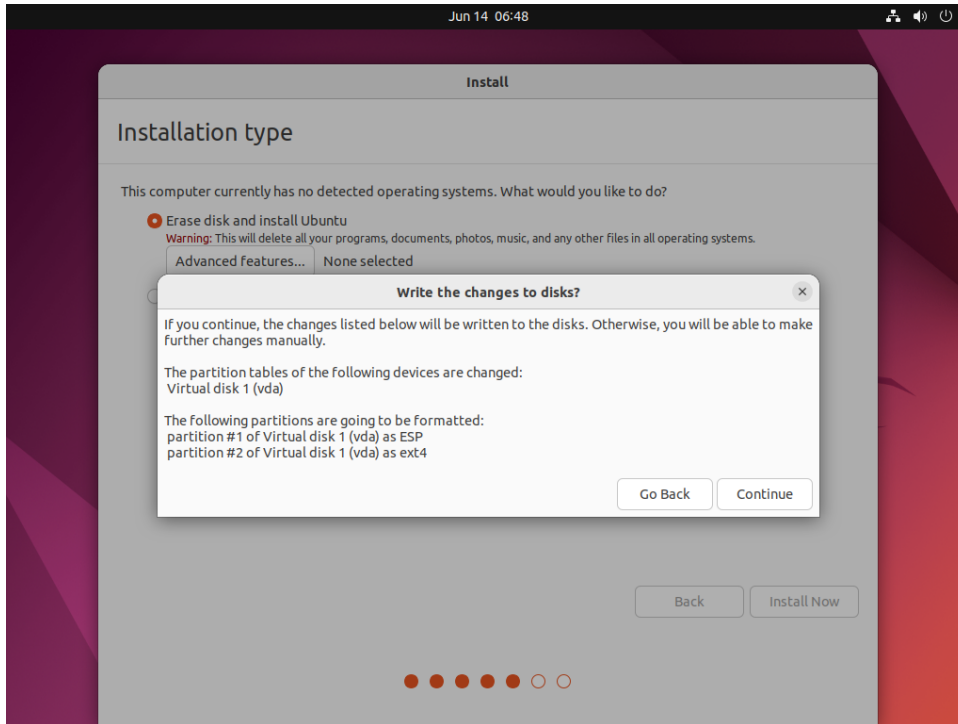 Jun 14 06:48
Install
Installation type
This computer currently has no detected operating systems. What would you like to do?
Erase disk and install Ubuntu
Warning: This will delete all your programs, documents, photos, music, and any other files in all operating systems.
Advanced features... None selected
Write the changes to disks?
If you continue, the changes listed below will be written to the disks. Otherwise, you will be able to make
further changes manually.
The partition tables of the following devices are changed:
Virtual disk 1 (vda)
The following partitions are going to be formatted:
partition #1 of Virtual disk 1 (vda) as ESP
partition #2 of Virtual disk 1 (vda) as ext4
Go Back Continue
Back Install Now